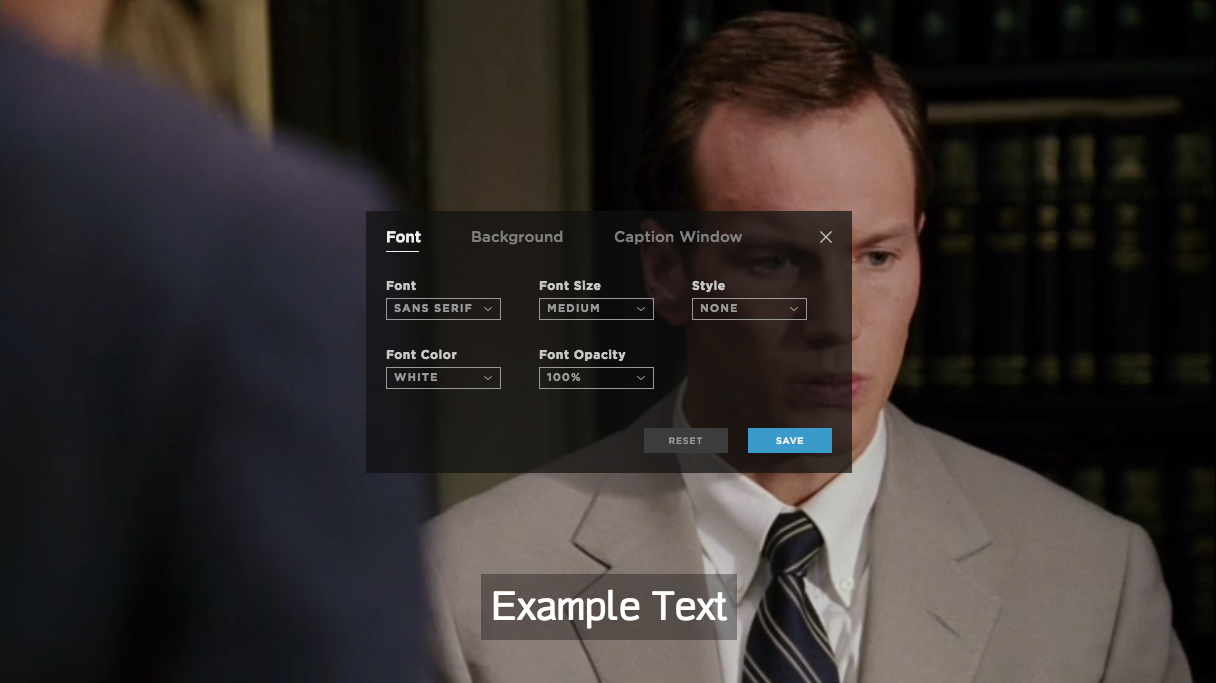 Font Background Caption Window
Font Font Size Style
SANS SERIF MEDIUM NONE
Font Color Font Opacity
WHITE 100%
RESET SAVE
Example Text